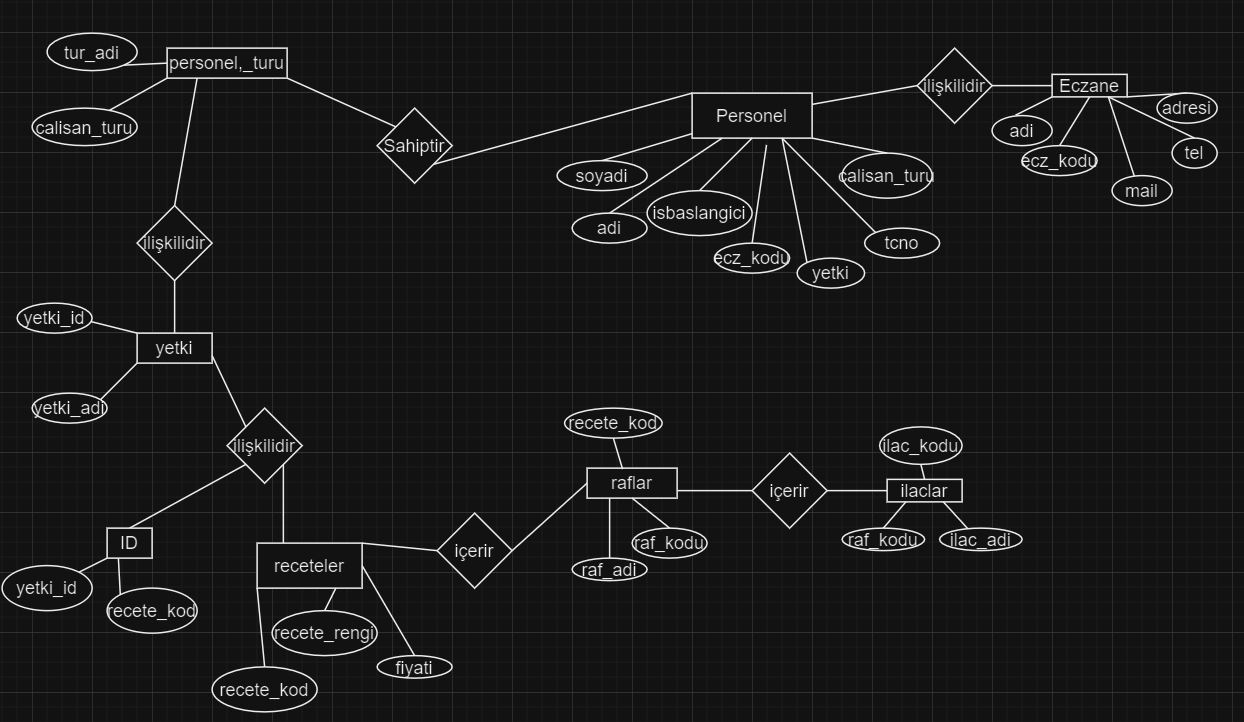 tur_adi
personel,_turu
calisan_turu
Sahiptir
Personel
ilişkilidir
Eczane
adresi
adi
ecz_kodu
tel
mail
soyadi
calisan_turu
isbaslangici
adi
tcno
ecz_kodu
yetki
ilişkilidir
yetki_id
yetki
yetki_adi
ilişkilidir
recete_kod
ilac_kodu
raflar
içerir
ilaclar
raf_kodu
raf_adi
raf_kodu
ilac_adi
ID
içerir
receteler
yetki_id
recete_kod
recete_rengi
fiyati
recete_kod